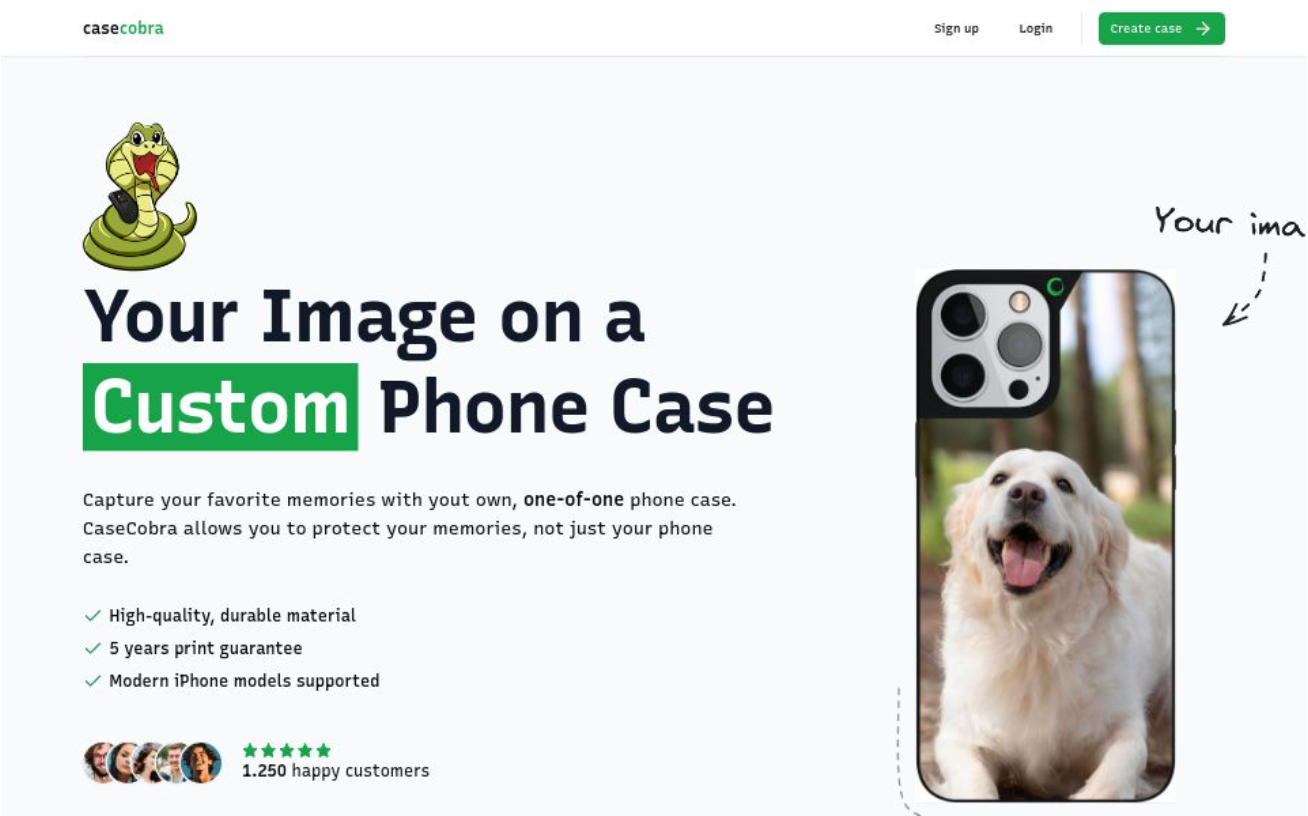 casecobra
Sign up
Login
Create case
Your ima
Your Image on a
Custom Phone Case
Capture your favorite memories with yout own, one-of-one phone case.
CaseCobra allows you to protect your memories, not just your phone
case.
High-quality, durable material
5 years print guarantee
Modern iPhone models supported
1.250 happy customers